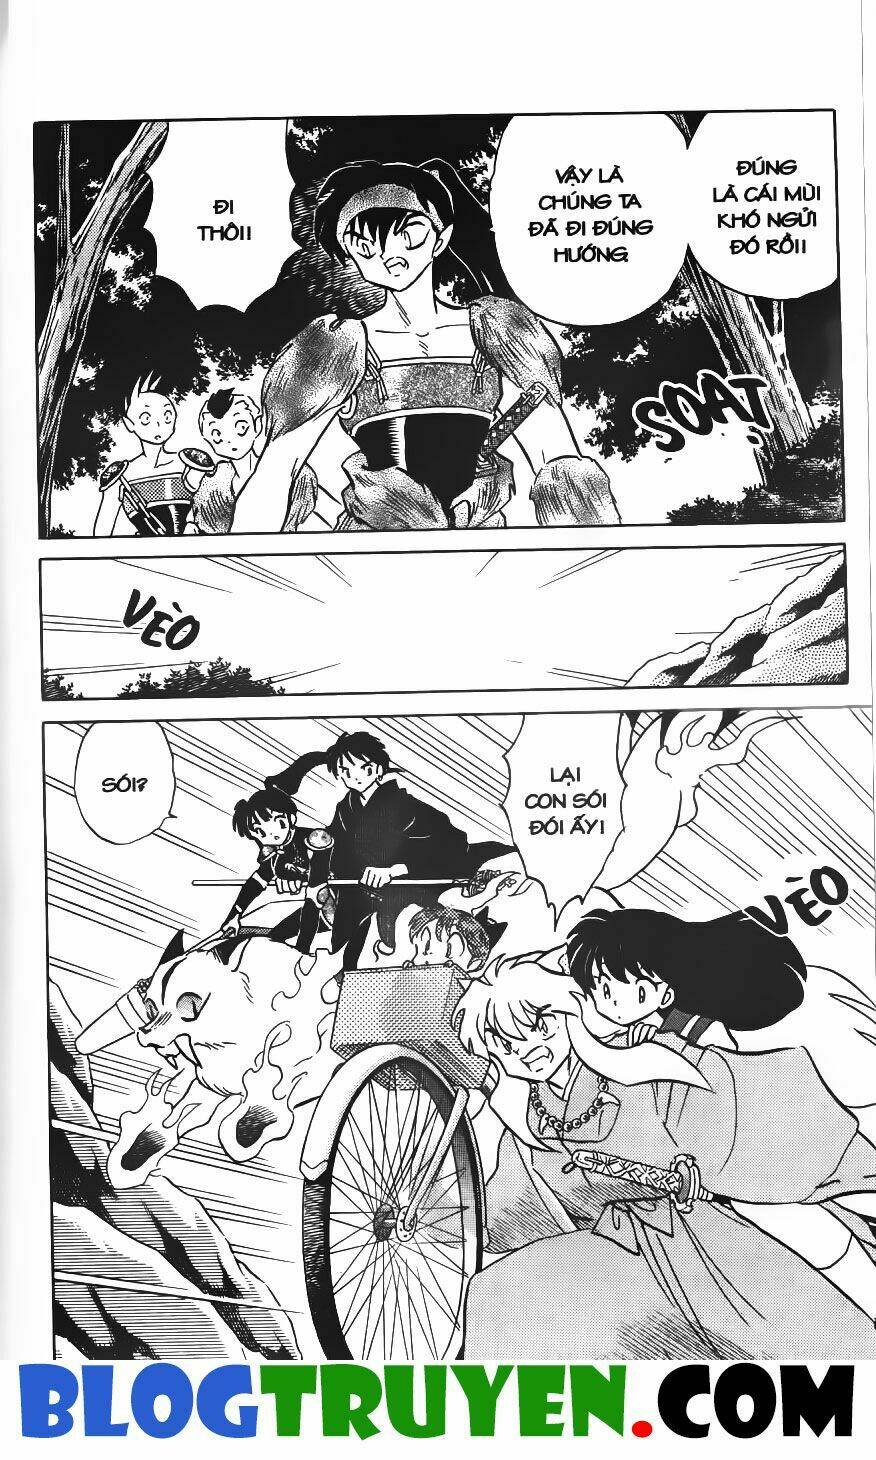 ĐÚNG
LÀ CÁI MÙI
KHÓ NGỬI
ĐÓ RỒI!
VẬY LÀ
CHÚNG TA
ĐÃ ĐI ĐÚNG
HƯỚNG
ĐI
THÔI!
SOẠT
VÈO
LẠI
CON SÓI
ĐÓI ẤY!
SÓI?
VÈO
BLOGTRUYEN.COM